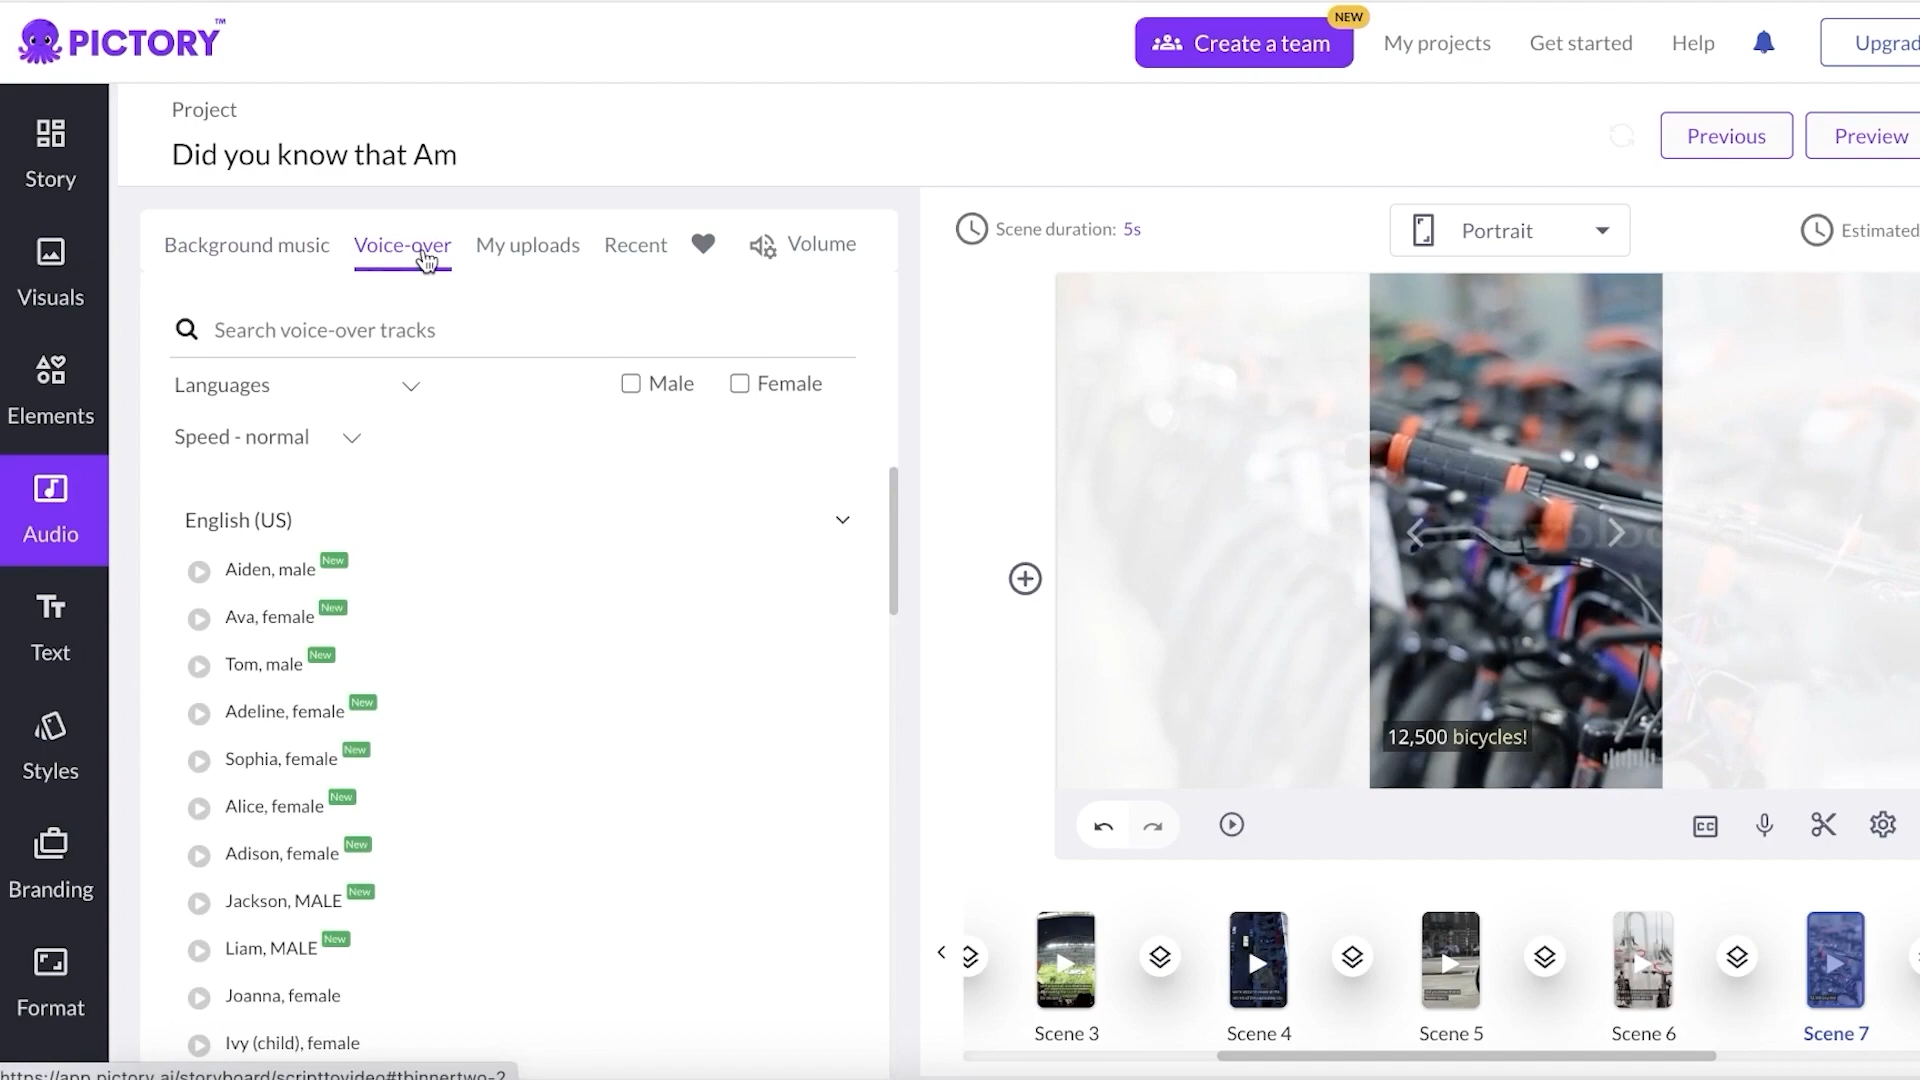 PICTORY™
NEW
Create a team
My projects
Get started
Help
Upgrad
Project
Did you know that Am
Previous
Preview
Story
Visuals
Elements
Audio
Text
Styles
Branding
Format
Background music
Voice-over
My uploads
Recent
Volume
Search voice-over tracks
Languages
Male
Female
Speed - normal
English (US)
Aiden, male New
Ava, female New
Tom, male New
Adeline, female New
Sophia, female New
Alice, female New
Adison, female New
Jackson, MALE New
Liam, MALE New
Joanna, female
Ivy (child), female
Scene duration: 5s
Portrait
Estimated
12,500 bicycles!
CC
Scene 3
Scene 4
Scene 5
Scene 6
Scene 7
https://app.pictory.ai/storyboard/scripttovideo#tbinnertwo-2